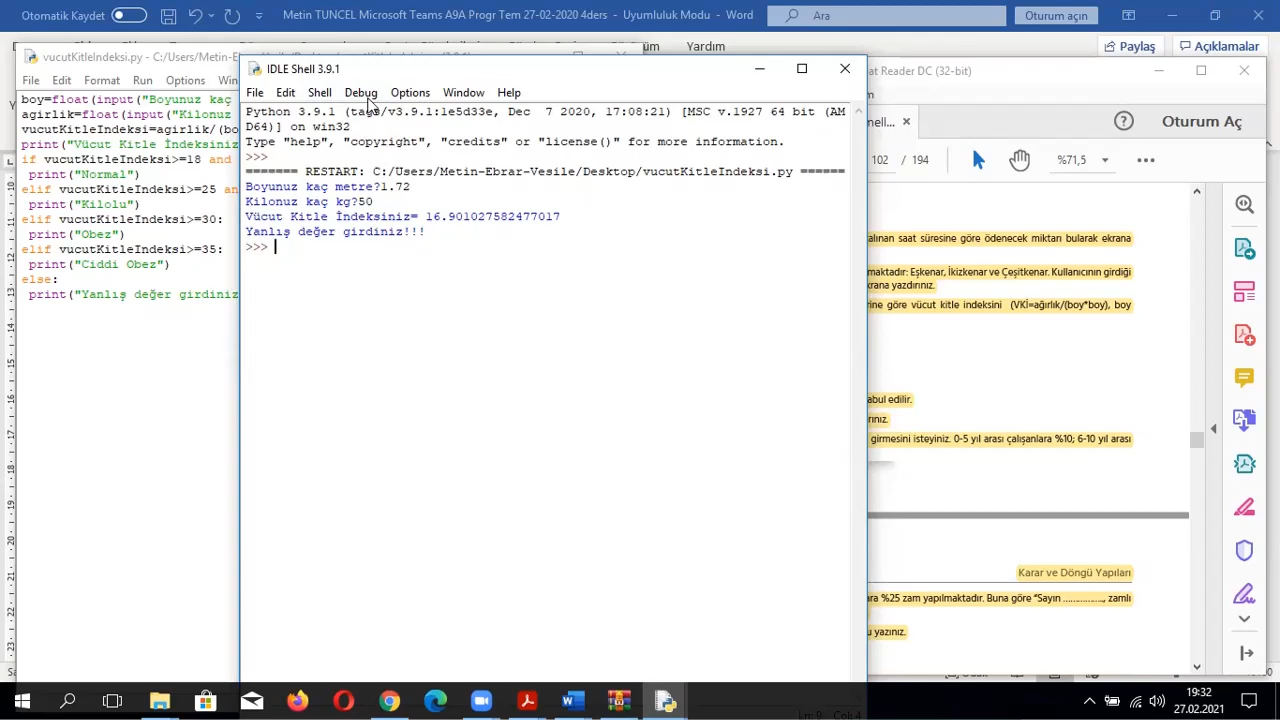 Otomatik Kaydet
Metin TUNCEL Microsoft Teams A9A Progr Tem 27-02-2020 4ders - Uyumluluk Modu - Word
Ara
Oturum açın
Yardım
Paylaş
Açıklamalar
vucutKitleIndeksi.py - C:/Users/Metin-Ebrar-Vesile/Desktop/vucutKitleIndeksi.py
File Edit Format Run Options
boy=float(input("Boyunuz kaç
agirlik=float(input("Kilonuz
vucutKitleIndeksi=agirlik/(bo
print("Vücut Kitle İndeksiniz
if vucutKitleIndeksi>=18 and
print("Normal")
elif vucutKitleIndeksi>=25 an
print("Kilolu")
elif vucutKitleIndeksi>=30:
print("Obez")
elif vucutKitleIndeksi>=35:
print("Ciddi Obez")
else:
print("Yanlış değer girdiniz
IDLE Shell 3.9.1
File Edit Shell Debug Options Window Help
Python 3.9.1 (tags/v3.9.1:1e5d33e, Dec 7 2020, 17:08:21) [MSC v.1927 64 bit (AM
D64)] on win32
Type "help", "copyright", "credits" or "license()" for more information.
>>>
======= RESTART: C:/Users/Metin-Ebrar-Vesile/Desktop/vucutKitleIndeksi.py ======
Boyunuz kaç metre?1.72
Kilonuz kaç kg?50
Vücut Kitle İndeksiniz= 16.901027582477017
Yanlış değer girdiniz!!!
>>>
at Reader DC (32-bit)
mell...
Oturum Aç
102 / 194
%71,5
alınan saat süresine göre ödenecek miktarı bularak ekrana
maktadır: Eşkenar, İkizkenar ve Çeşitkenar. Kullanıcının girdiği
krana yazdırınız.
rine göre vücut kitle indeksini (VKİ=ağırlık/(boy*boy), boy
abul edilir.
rınız.
girmesini isteyiniz. 0-5 yıl arası çalışanlara %10; 6-10 yıl arası
Karar ve Döngü Yapıları
ara %25 zam yapılmaktadır. Buna göre "Sayın ..............., zamlı
u yazınız.
19:32
27.02.2021